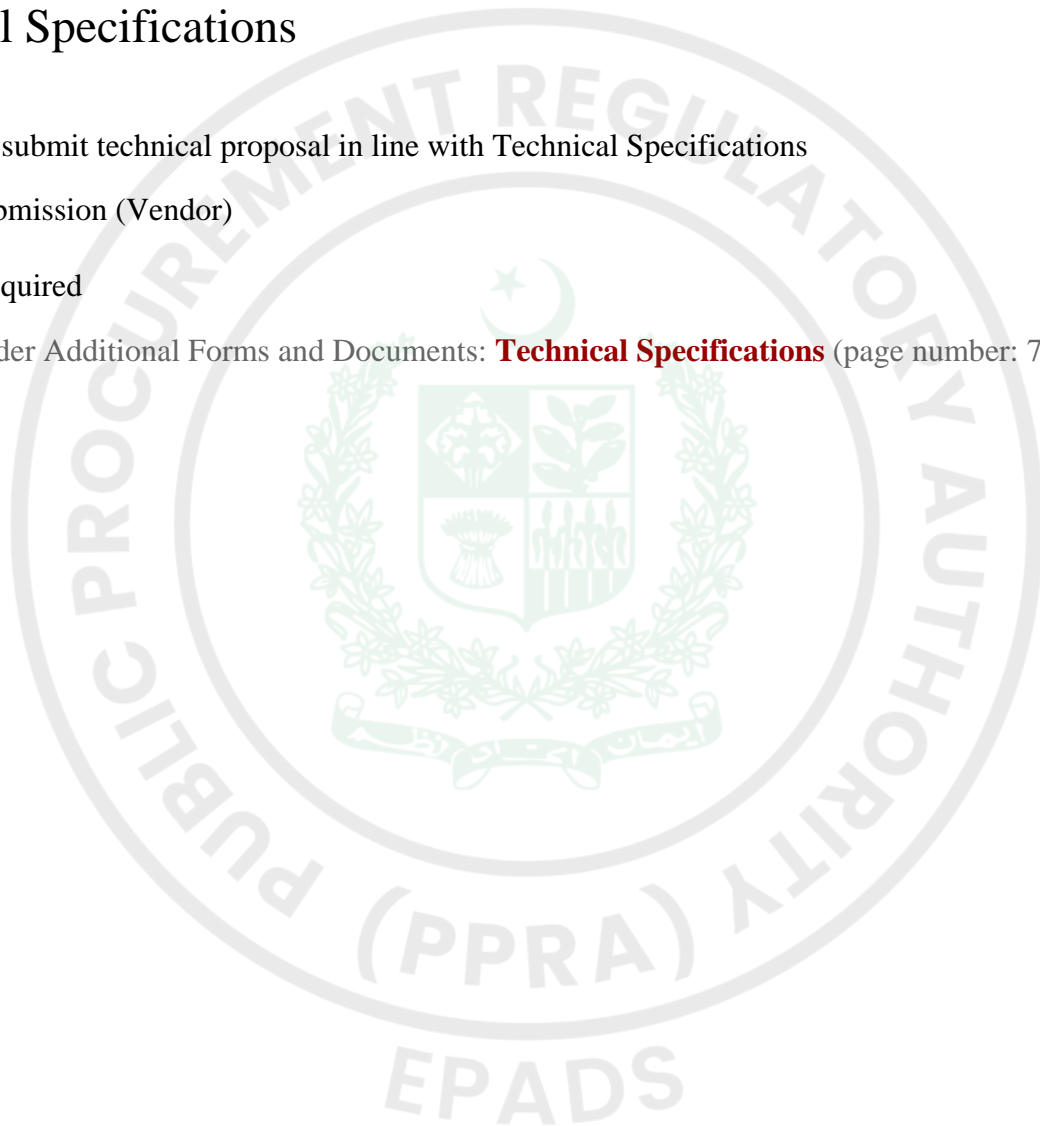 l Specifications
submit technical proposal in line with Technical Specifications
bmission (Vendor)
quired
der Additional Forms and Documents: Technical Specifications (page number: 7
PUBLIC PROCUREMENT REGULATORY AUTHORITY
(PPRA)
EPADS